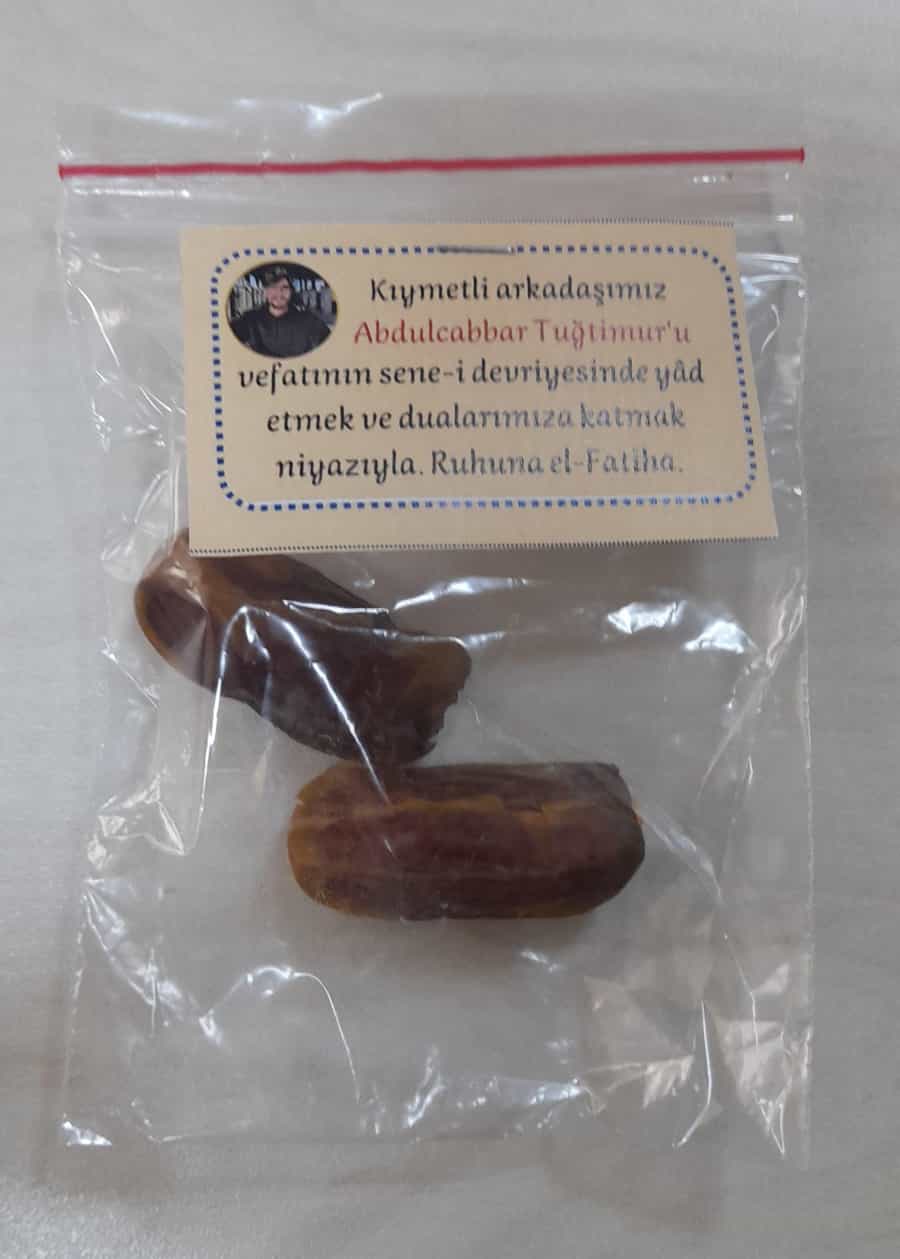 Kıymetli arkadaşımız
Abdulcabbar Tuğtimur'u
vefatının sene-i devriyesinde yâd
etmek ve dualarımıza katmak
niyazıyla. Ruhuna el-Fatiha.